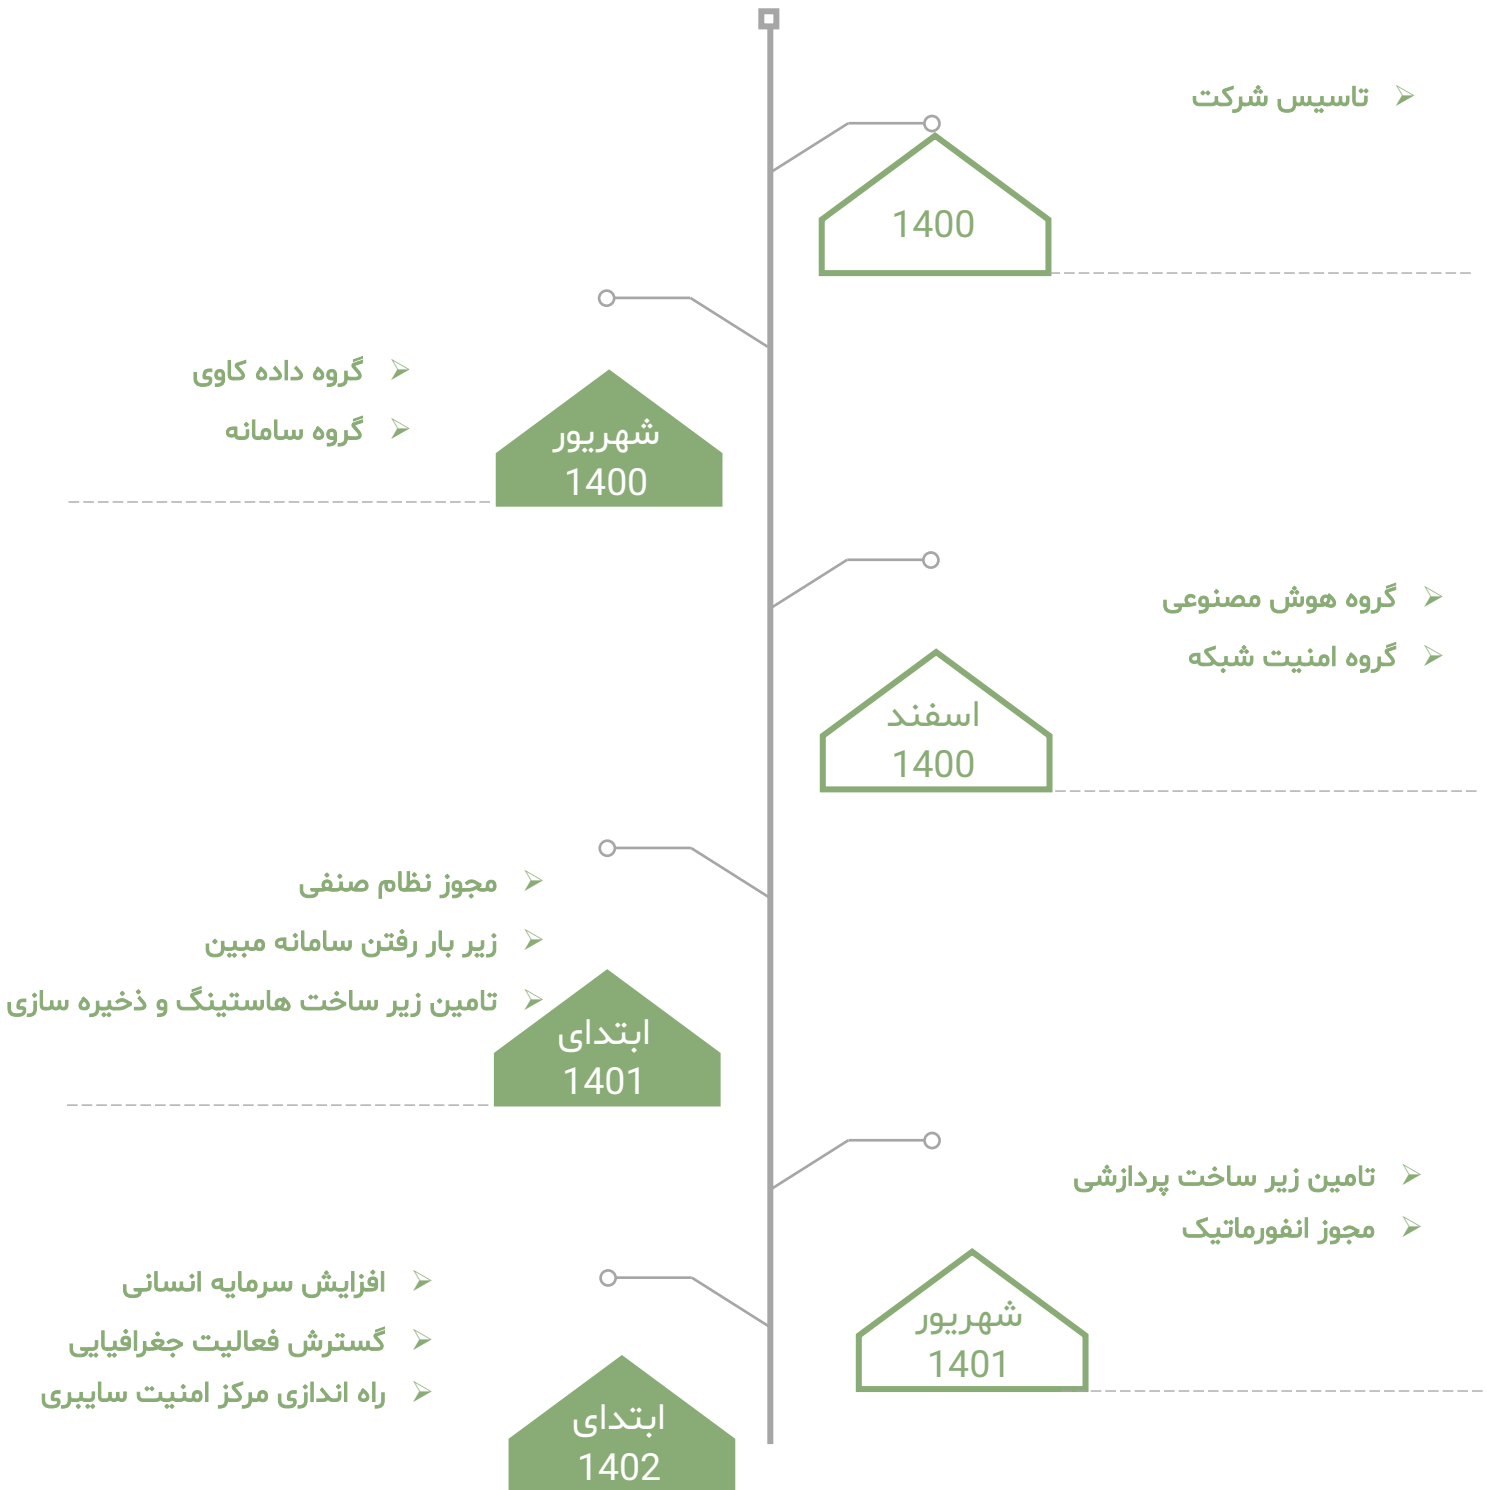 تاسیس شرکت
1400
گروه داده کاوی
گروه سامانه
شهریور
1400
گروه هوش مصنوعی
گروه امنیت شبکه
اسفند
1400
مجوز نظام صنفی
زیر بار رفتن سامانه مبین
تامین زیر ساخت هاستینگ و ذخیره سازی
ابتدای
1401
تامین زیر ساخت پردازشی
مجوز انفورماتیک
شهریور
1401
افزایش سرمایه انسانی
گسترش فعالیت جغرافیایی
راه اندازی مرکز امنیت سایبری
ابتدای
1402